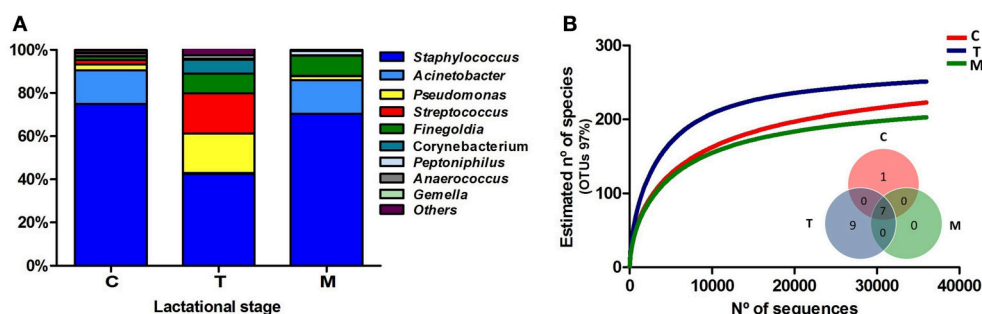 A
100%
80%
60%
40%
20%
0%
C
T
M
Lactational stage
Staphylococcus
Acinetobacter
Pseudomonas
Streptococcus
Finegoldia
Corynebacterium
Peptoniphilus
Anaerococcus
Gemella
Others
B
Estimated nº of species
(OTUs 97%)
300
200
100
0
0
10000
20000
30000
40000
Nº of sequences
C
T
M
C
1
0
0
7
T
9
0
0
M